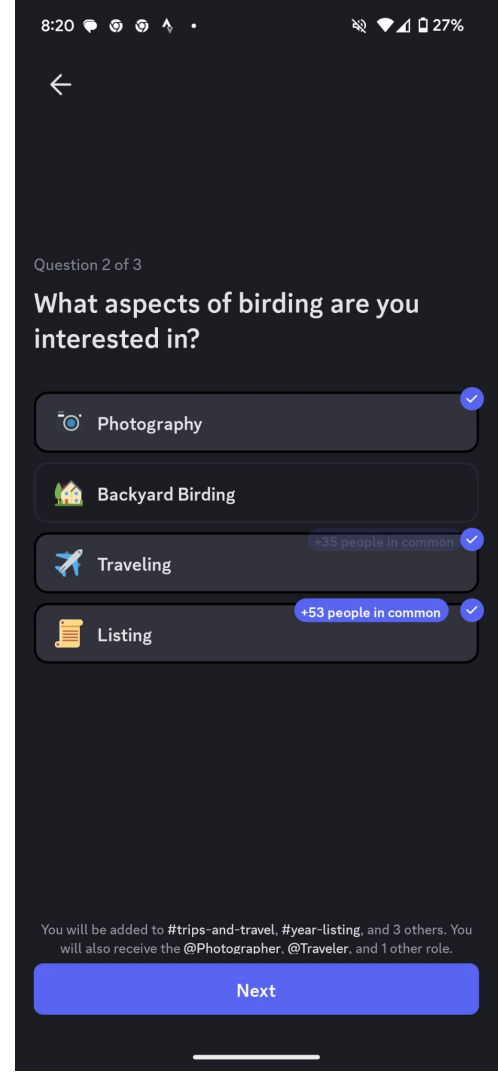 8:20 • 27%
Question 2 of 3
What aspects of birding are you
interested in?
Photography
Backyard Birding
+35 people in common
Traveling
+53 people in common
Listing
You will be added to #trips-and-travel, #year-listing, and 3 others. You
will also receive the @Photographer, @Traveler, and 1 other role.
Next